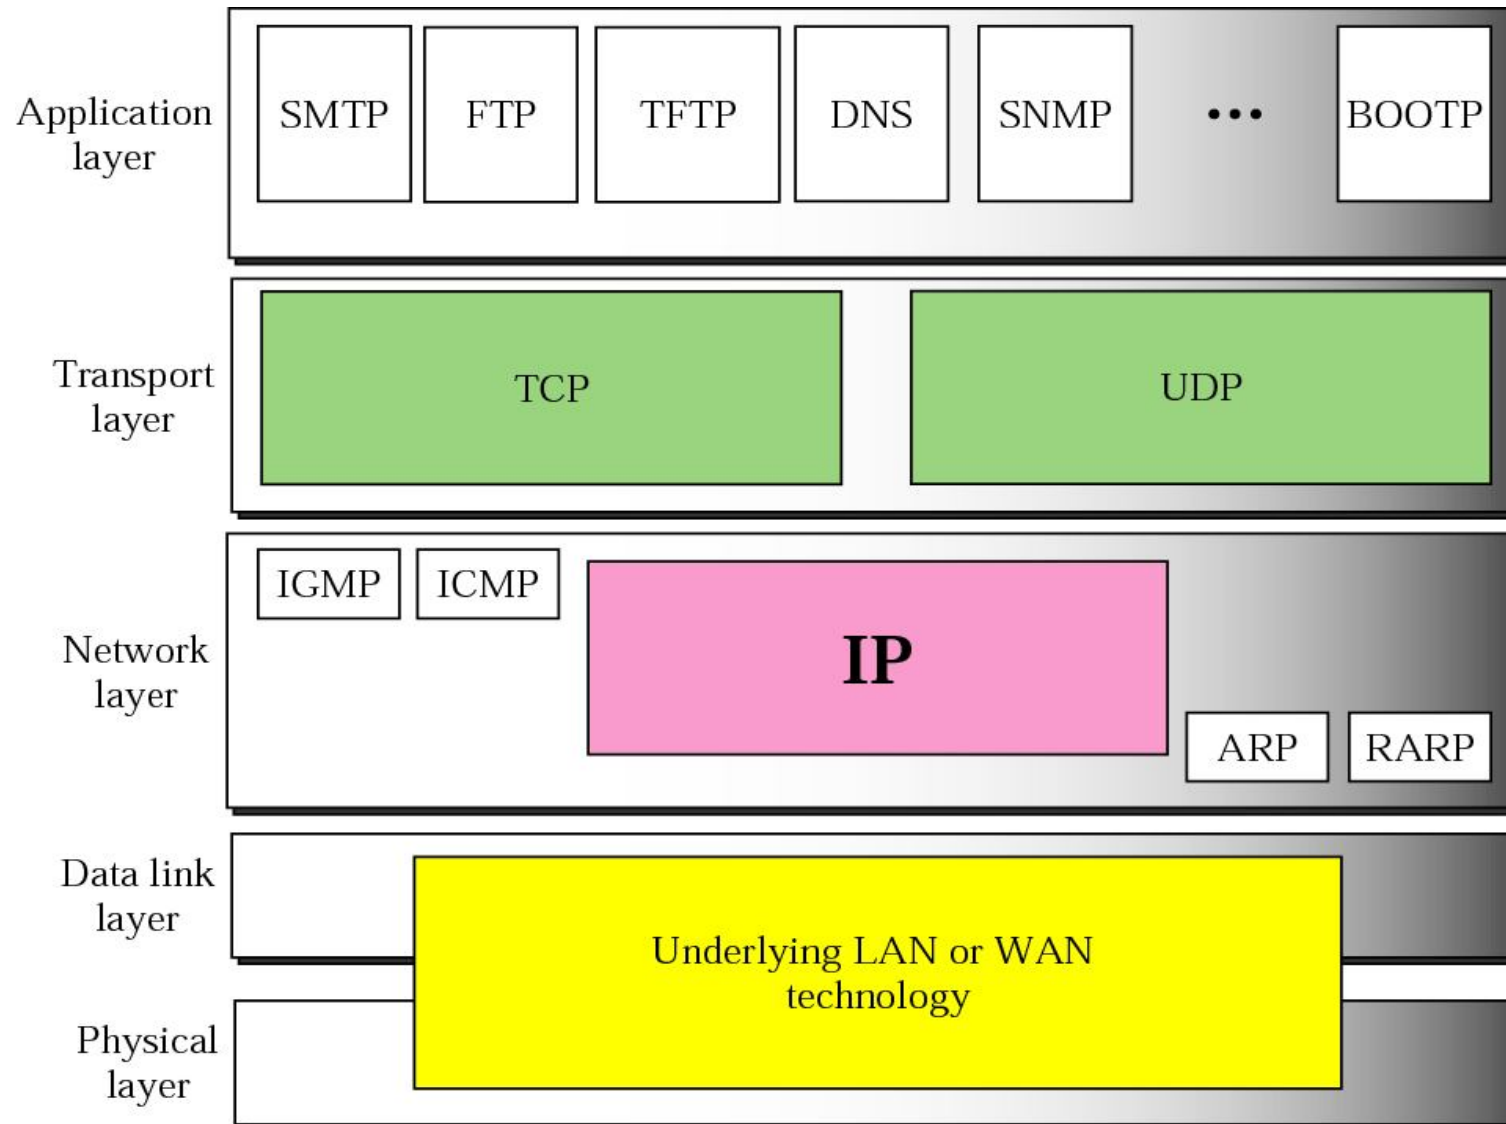 Application
layer
SMTP FTP TFTP DNS SNMP ••• BOOTP
Transport
layer
TCP UDP
Network
layer
IGMP ICMP
IP
ARP RARP
Data link
layer
Underlying LAN or WAN
technology
Physical
layer